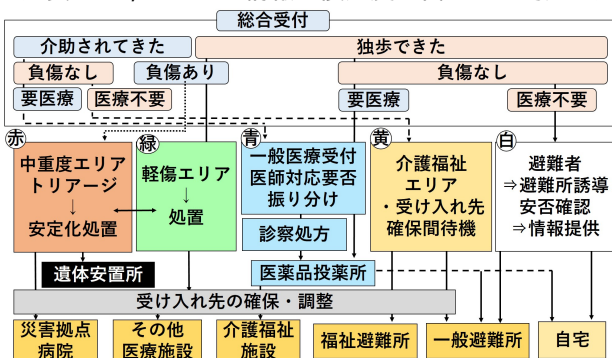 総合受付
介助されてきた
独歩できた
負傷なし
負傷あり
負傷なし
要医療
医療不要
要医療
医療不要
赤
中重度エリア
トリアージ
↓
安定化処置
緑
軽傷エリア
↓
処置
青
一般医療受付
医師対応要否
振り分け
診察処方
医薬品投薬所
黄
介護福祉
エリア
・受け入れ先
確保間待機
白
避難者
⇒避難所誘導
安否確認
⇒情報提供
遺体安置所
受け入れ先の確保・調整
災害拠点
病院
その他
医療施設
介護福祉
施設
福祉避難所
一般避難所
自宅